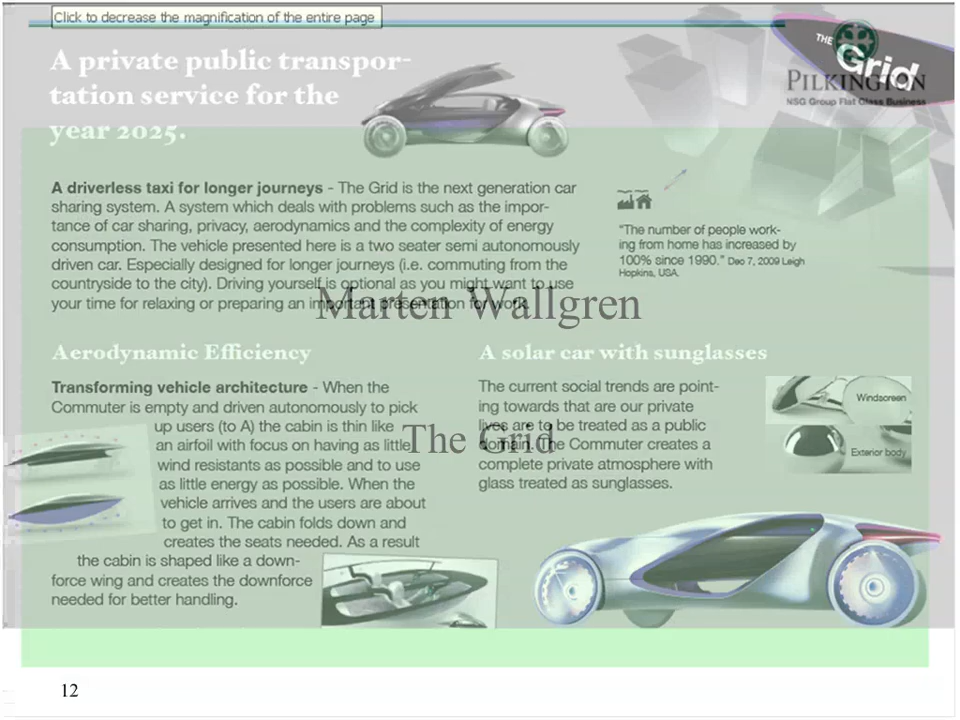 Click to decrease the magnification of the entire page
A private public transpor-
tation service for the
year 2025.
THE
Grid
PILKINGTON
NSG Group Flat Glass Business
A driverless taxi for longer journeys - The Grid is the next generation car
sharing system. A system which deals with problems such as the impor-
tance of car sharing, privacy, aerodynamics and the complexity of energy
consumption. The vehicle presented here is a two seater semi autonomously
driven car. Especially designed for longer journeys (i.e. commuting from the
countryside to the city). Driving yourself is optional as you might want to use
your time for relaxing or preparing an important presentation for work.
"The number of people work-
ing from home has increased by
100% since 1990." Dec 7, 2009 Leigh
Hopkins, USA.
Marten Wallgren
Aerodynamic Efficiency
Transforming vehicle architecture - When the
Commuter is empty and driven autonomously to pick
up users (to A) the cabin is thin like
an airfoil with focus on having as little
wind resistants as possible and to use
as little energy as possible. When the
vehicle arrives and the users are about
to get in. The cabin folds down and
creates the seats needed. As a result
the cabin is shaped like a down-
force wing and creates the downforce
needed for better handling.
The Grid
A solar car with sunglasses
The current social trends are point-
ing towards that are our private
lives are to be treated as a public
domain. The Commuter creates a
complete private atmosphere with
glass treated as sunglasses.
Windscreen
Exterior body
12